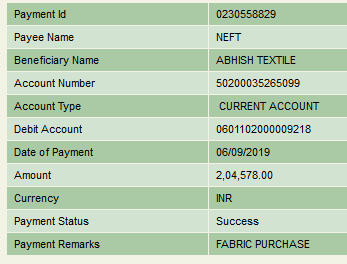 Payment Id 0230558829
Payee Name NEFT
Beneficiary Name ABHISH TEXTILE
Account Number 50200035265099
Account Type CURRENT ACCOUNT
Debit Account 0601102000009218
Date of Payment 06/09/2019
Amount 2,04,578.00
Currency INR
Payment Status Success
Payment Remarks FABRIC PURCHASE